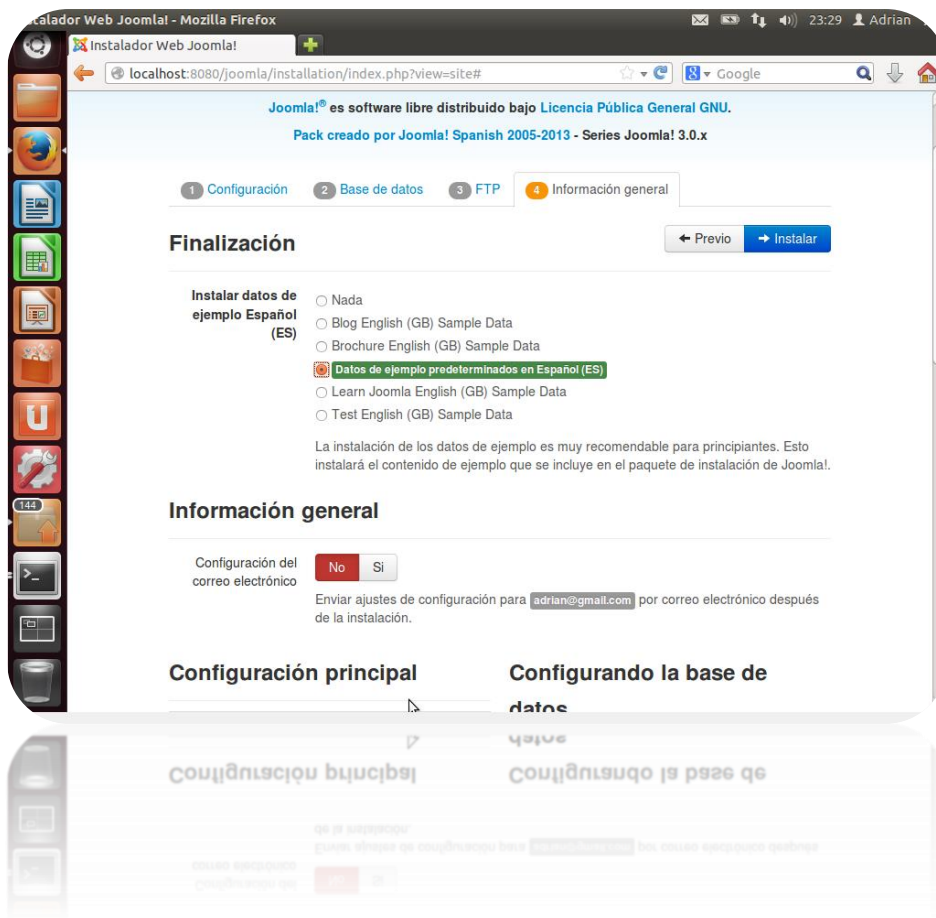 talador Web Joomla! - Mozilla Firefox
23:29 Adrian
Instalador Web Joomla!
localhost:8080/joomla/installation/index.php?view=site#
Google
Joomla!® es software libre distribuido bajo Licencia Pública General GNU.
Pack creado por Joomla! Spanish 2005-2013 - Series Joomla! 3.0.x
1 Configuración 2 Base de datos 3 FTP 4 Información general
Finalización
Previo Instalar
Instalar datos de
ejemplo Español
(ES)
Nada
Blog English (GB) Sample Data
Brochure English (GB) Sample Data
Datos de ejemplo predeterminados en Español (ES)
Learn Joomla English (GB) Sample Data
Test English (GB) Sample Data
La instalación de los datos de ejemplo es muy recomendable para principiantes. Esto
instalará el contenido de ejemplo que se incluye en el paquete de instalación de Joomla!.
144
Información general
Configuración del
correo electrónico
No Si
Enviar ajustes de configuración para adrian@gmail.com por correo electrónico después
de la instalación.
Configuración principal
Configurando la base de
datos